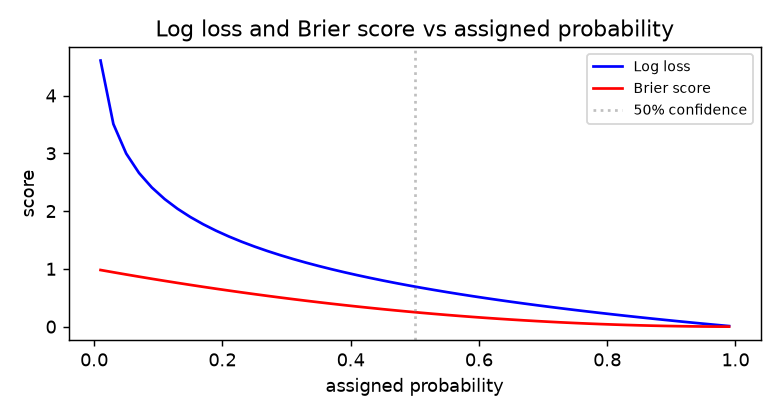 Log loss and Brier score vs assigned probability
Log loss
Brier score
50% confidence
score
4
3
2
1
0
0.0 0.2 0.4 0.6 0.8 1.0
assigned probability